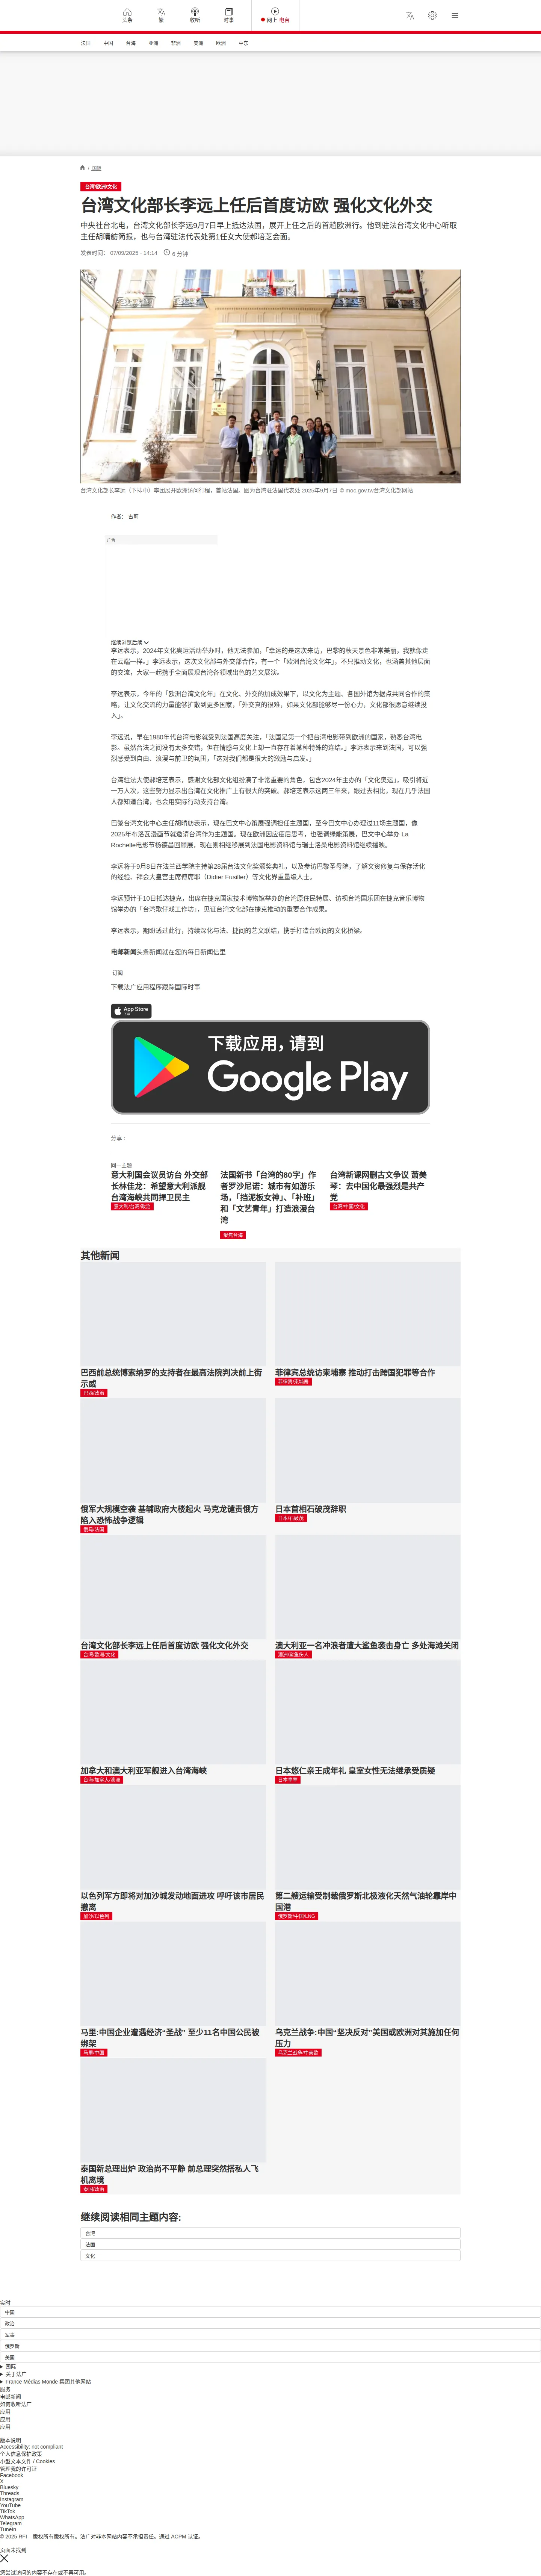 头条
繁
收听
时事
网上 电台
法国 中国 台海 亚洲 非洲 美洲 欧洲 中东
/ 国际
台湾/欧洲/文化
台湾文化部长李远上任后首度访欧 强化文化外交
中央社台北电，台湾文化部长李远9月7日早上抵达法国，展开上任之后的首趟欧洲行。他到驻法台湾文化中心听取
主任胡晴舫简报，也与台湾驻法代表处第1任女大使郝培芝会面。
发表时间： 07/09/2025 - 14:14 6 分钟
台湾文化部长李远（下排中）率团展开欧洲访问行程，首站法国。图为台湾驻法国代表处 2025年9月7日 © moc.gov.tw台湾文化部网站
作者： 古莉
广告
继续浏览后续
李远表示，2024年文化奥运活动举办时，他无法参加，「幸运的是这次来访，巴黎的秋天景色非常美丽，我就像走
在云端一样。」李远表示，这次文化部与外交部合作，有一个「欧洲台湾文化年」，不只推动文化，也涵盖其他层面
的交流，大家一起携手全面展现台湾各领域出色的艺文展演。
李远表示，今年的「欧洲台湾文化年」在文化、外交的加成效果下，以文化为主题、各国外馆为据点共同合作的策
略，让文化交流的力量能够扩散到更多国家，「外交真的很难，如果文化部能够尽一份心力，文化部很愿意继续投
入」。
李远说，早在1980年代台湾电影就受到法国高度关注，「法国是第一个把台湾电影带到欧洲的国家，熟悉台湾电
影。虽然台法之间没有太多交错，但在情感与文化上却一直存在着某种特殊的连结。」李远表示来到法国，可以强
烈感受到自由、浪漫与前卫的氛围，「这对我们都是很大的激励与启发。」
台湾驻法大使郝培芝表示，感谢文化部文化组扮演了非常重要的角色，包含2024年主办的「文化奥运」，吸引将近
一万人次，这些努力显示出台湾在文化推广上有很大的突破。郝培芝表示这两三年来，跟过去相比，现在几乎法国
人都知道台湾，也会用实际行动支持台湾。
巴黎台湾文化中心主任胡晴舫表示，现在巴文中心策展强调担任主题国，至今巴文中心办理过11场主题国，像
2025年布洛瓦漫画节就邀请台湾作为主题国。现在欧洲因应疫后思考，也强调绿能策展，巴文中心举办 La
Rochelle电影节杨德昌回顾展，现在则相继移展到法国电影资料馆与瑞士洛桑电影资料馆继续播映。
李远将于9月8日在法兰西学院主持第28届台法文化奖颁奖典礼，以及参访巴黎圣母院，了解文资修复与保存活化
的经验、拜会大皇宫主席傅席耶（Didier Fusillier）等文化界重量级人士。
李远预计于10日抵达捷克，出席在捷克国家技术博物馆举办的台湾原住民特展、访视台湾国乐团在捷克音乐博物
馆举办的「台湾歌仔戏工作坊」，见证台湾文化部在捷克推动的重要合作成果。
李远表示，期盼透过此行，持续深化与法、捷间的艺文联结，携手打造台欧间的文化桥梁。
电邮新闻头条新闻就在您的每日新闻信里
订阅
下载法广应用程序跟踪国际时事
App Store
下载应用，请到
Google Play
分享 :
同一主题
意大利国会议员访台 外交部
长林佳龙：希望意大利派舰
台湾海峡共同捍卫民主
意大利/台湾/政治
法国新书「台湾的80字」作
者罗沙尼诺：城市有如游乐
场，「挡泥板女神」、「补班」
和「文艺青年」打造浪漫台
湾
聚焦台海
台湾新课网删古文争议 萧美
琴：去中国化最强烈是共产
党
台湾/中国/文化
其他新闻
巴西前总统博索纳罗的支持者在最高法院判决前上街
示威
巴西/政治
菲律宾总统访柬埔寨 推动打击跨国犯罪等合作
菲律宾/柬埔寨
俄军大规模空袭 基辅政府大楼起火 马克龙谴责俄方
陷入恐怖战争逻辑
俄乌/法国
日本首相石破茂辞职
日本/石破茂
台湾文化部长李远上任后首度访欧 强化文化外交
台湾/欧洲/文化
澳大利亚一名冲浪者遭大鲨鱼袭击身亡 多处海滩关闭
澳洲/鲨鱼伤人
加拿大和澳大利亚军舰进入台湾海峡
台海/加拿大/澳洲
日本悠仁亲王成年礼 皇室女性无法继承受质疑
日本皇室
以色列军方即将对加沙城发动地面进攻 呼吁该市居民
撤离
加沙/以色列
第二艘运输受制裁俄罗斯北极液化天然气油轮靠岸中
国港
俄罗斯/中国/LNG
马里:中国企业遭遇经济“圣战” 至少11名中国公民被
绑架
马里/中国
乌克兰战争:中国“坚决反对”美国或欧洲对其施加任何
压力
乌克兰战争/中美欧
泰国新总理出炉 政治尚不平静 前总理突然搭私人飞
机离境
泰国/政治
继续阅读相同主题内容:
台湾
法国
文化
实时
中国
政治
军事
俄罗斯
美国
国际
关于法广
France Médias Monde 集团其他网站
服务
电邮新闻
如何收听法广
应用
应用
应用
版本说明
Accessibility: not compliant
个人信息保护政策
小型文本文件 / Cookies
管理我的许可证
Facebook
X
Bluesky
Threads
Instagram
YouTube
TikTok
WhatsApp
Telegram
TuneIn
© 2025 RFI – 版权所有版权所有。法广对非本网站内容不承担责任。通过 ACPM 认证。
页面未找到
您尝试访问的内容不存在或不再可用。